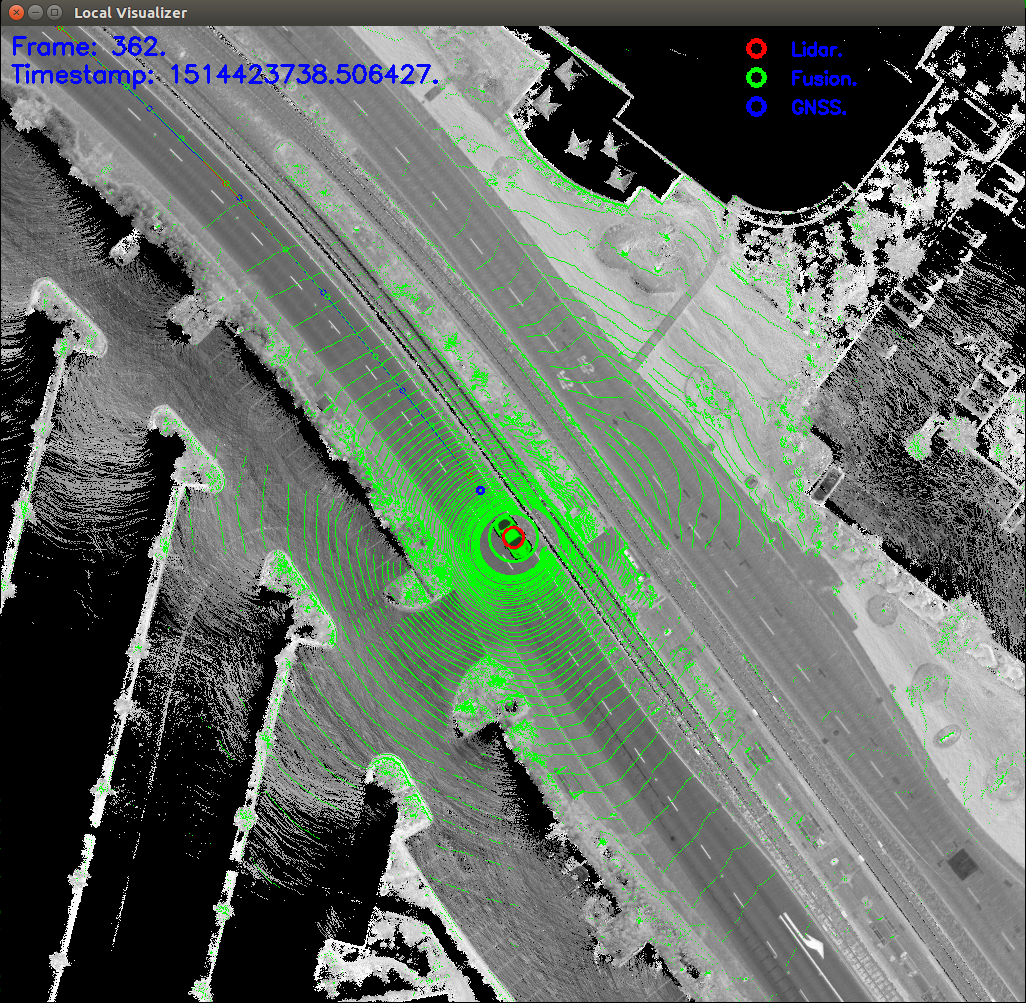 Local Visualizer
Frame: 362.
Timestamp: 1514423738.506427.
Lidar.
Fusion.
GNSS.